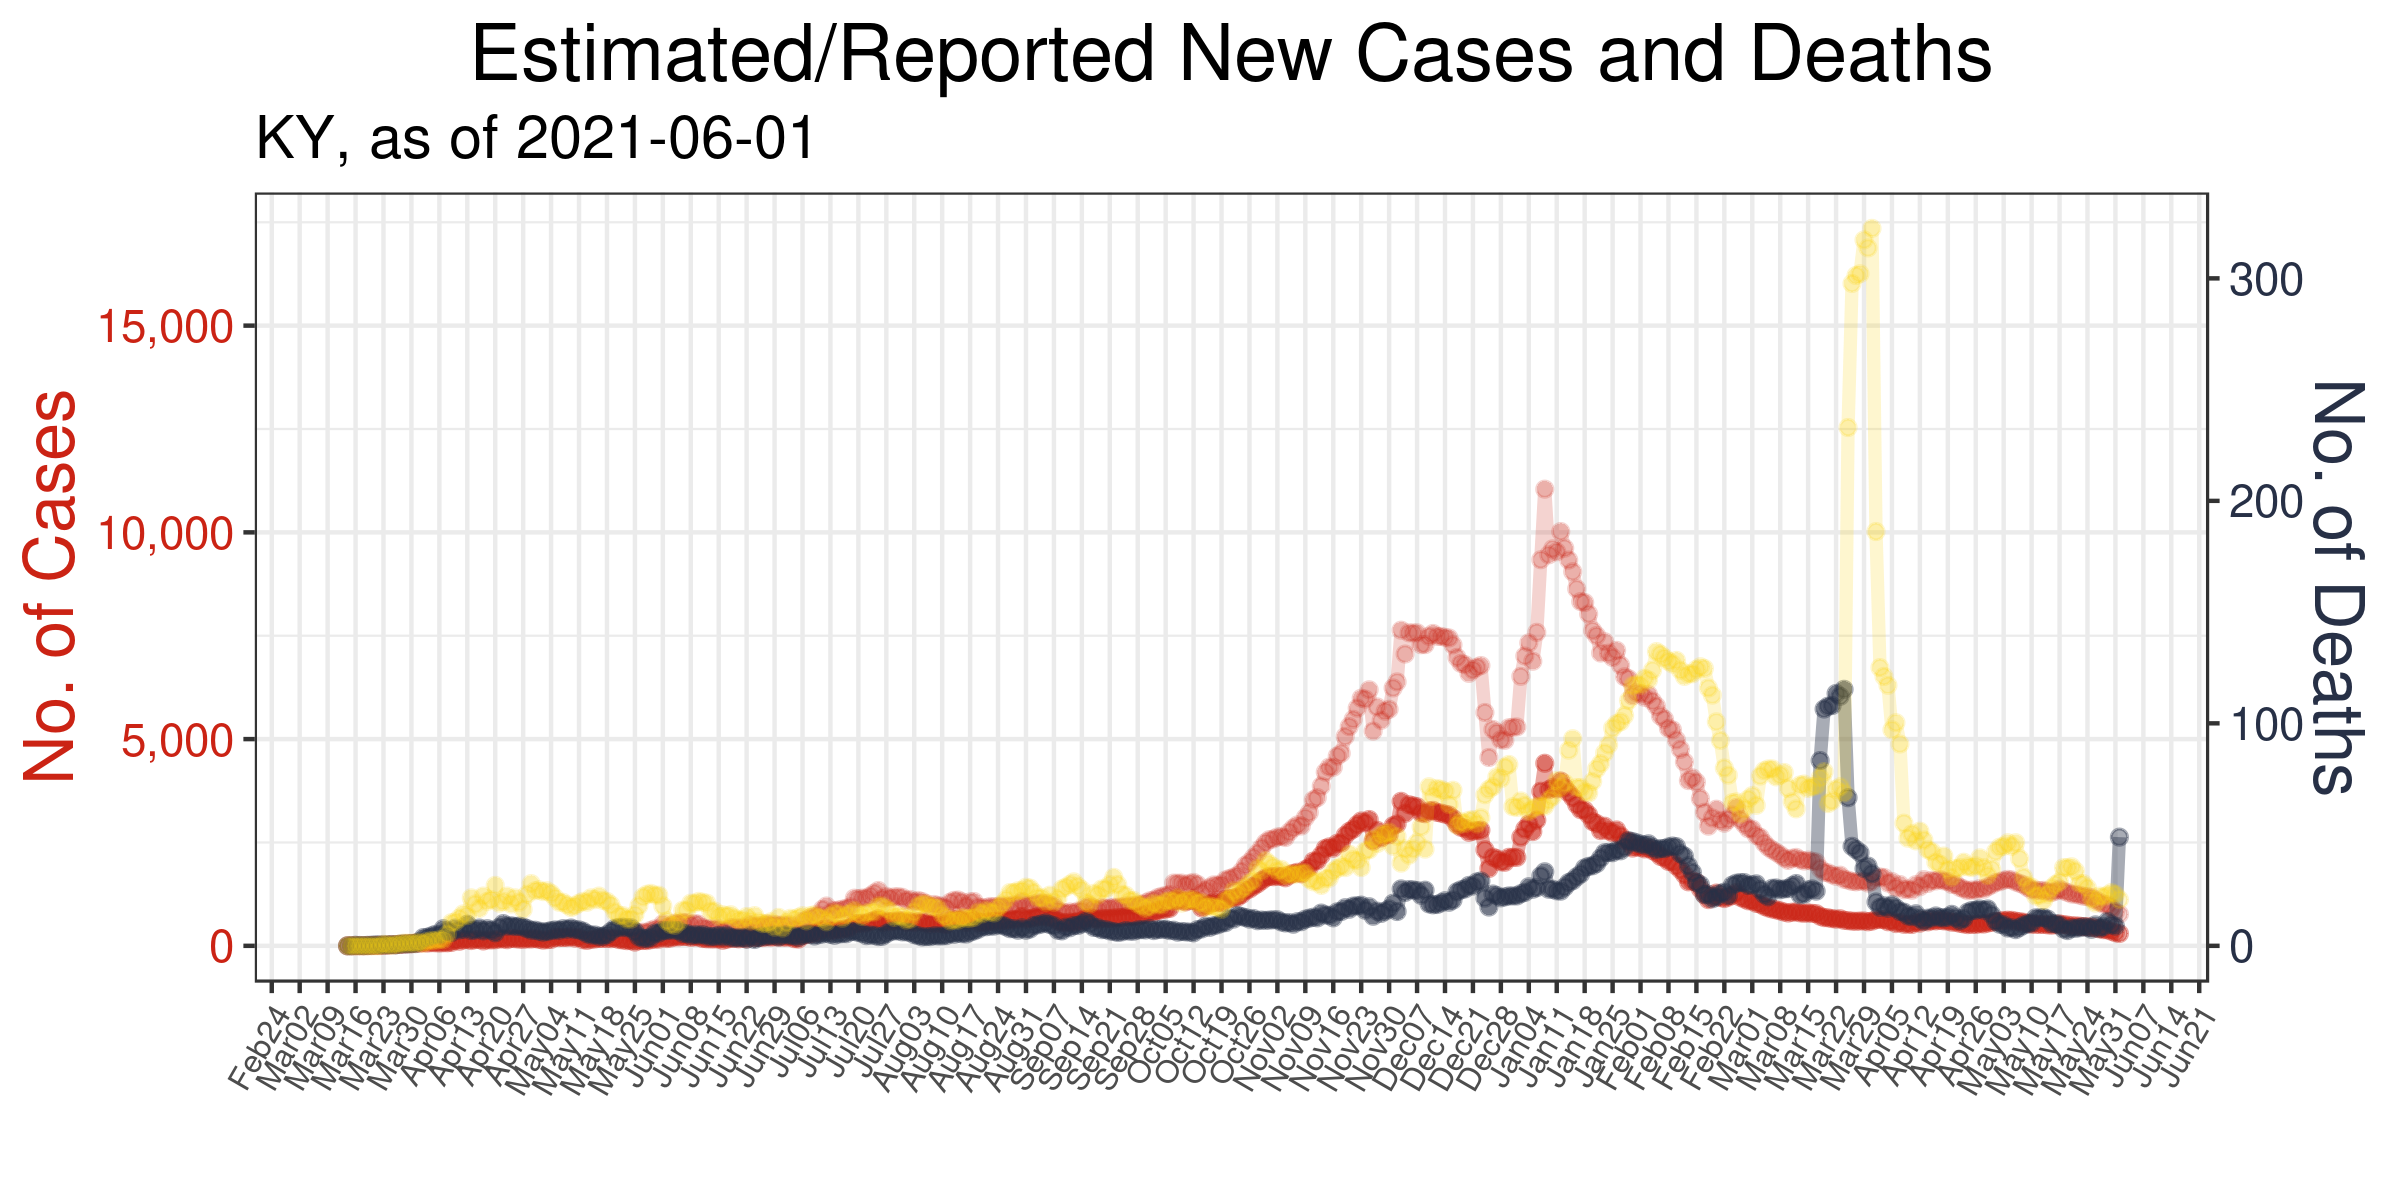 Estimated/Reported New Cases and Deaths
KY, as of 2021-06-01
No. of Cases
15,000
10,000
5,000
0
300
200
100
0
No. of Deaths
Feb24
Mar02
Mar09
Mar16
Mar23
Mar30
Apr06
Apr13
Apr20
Apr27
May04
May11
May18
May25
Jun01
Jun08
Jun15
Jun22
Jun29
Jul06
Jul13
Jul20
Jul27
Aug03
Aug10
Aug17
Aug24
Aug31
Sep07
Sep14
Sep21
Sep28
Oct05
Oct12
Oct19
Oct26
Nov02
Nov09
Nov16
Nov23
Nov30
Dec07
Dec14
Dec21
Dec28
Jan04
Jan11
Jan18
Jan25
Feb01
Feb08
Feb15
Feb22
Mar01
Mar08
Mar15
Mar22
Mar29
Apr05
Apr12
Apr19
Apr26
May03
May10
May17
May24
May31
Jun07
Jun14
Jun21